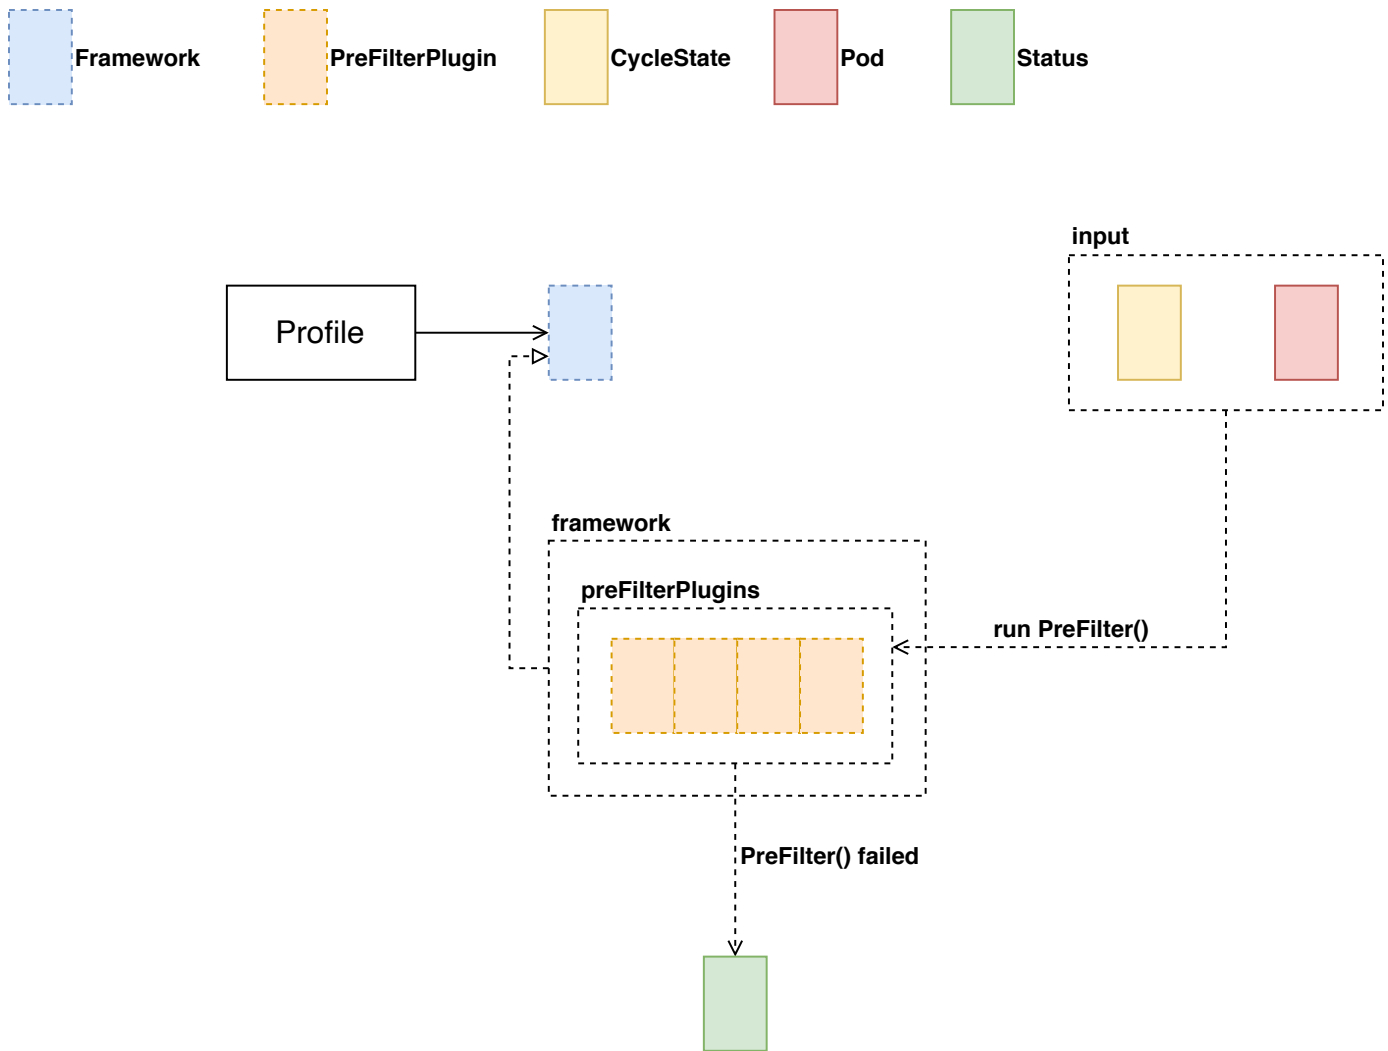 Framework
PreFilterPlugin
CycleState
Pod
Status
input
Profile
framework
preFilterPlugins
run PreFilter()
PreFilter() failed